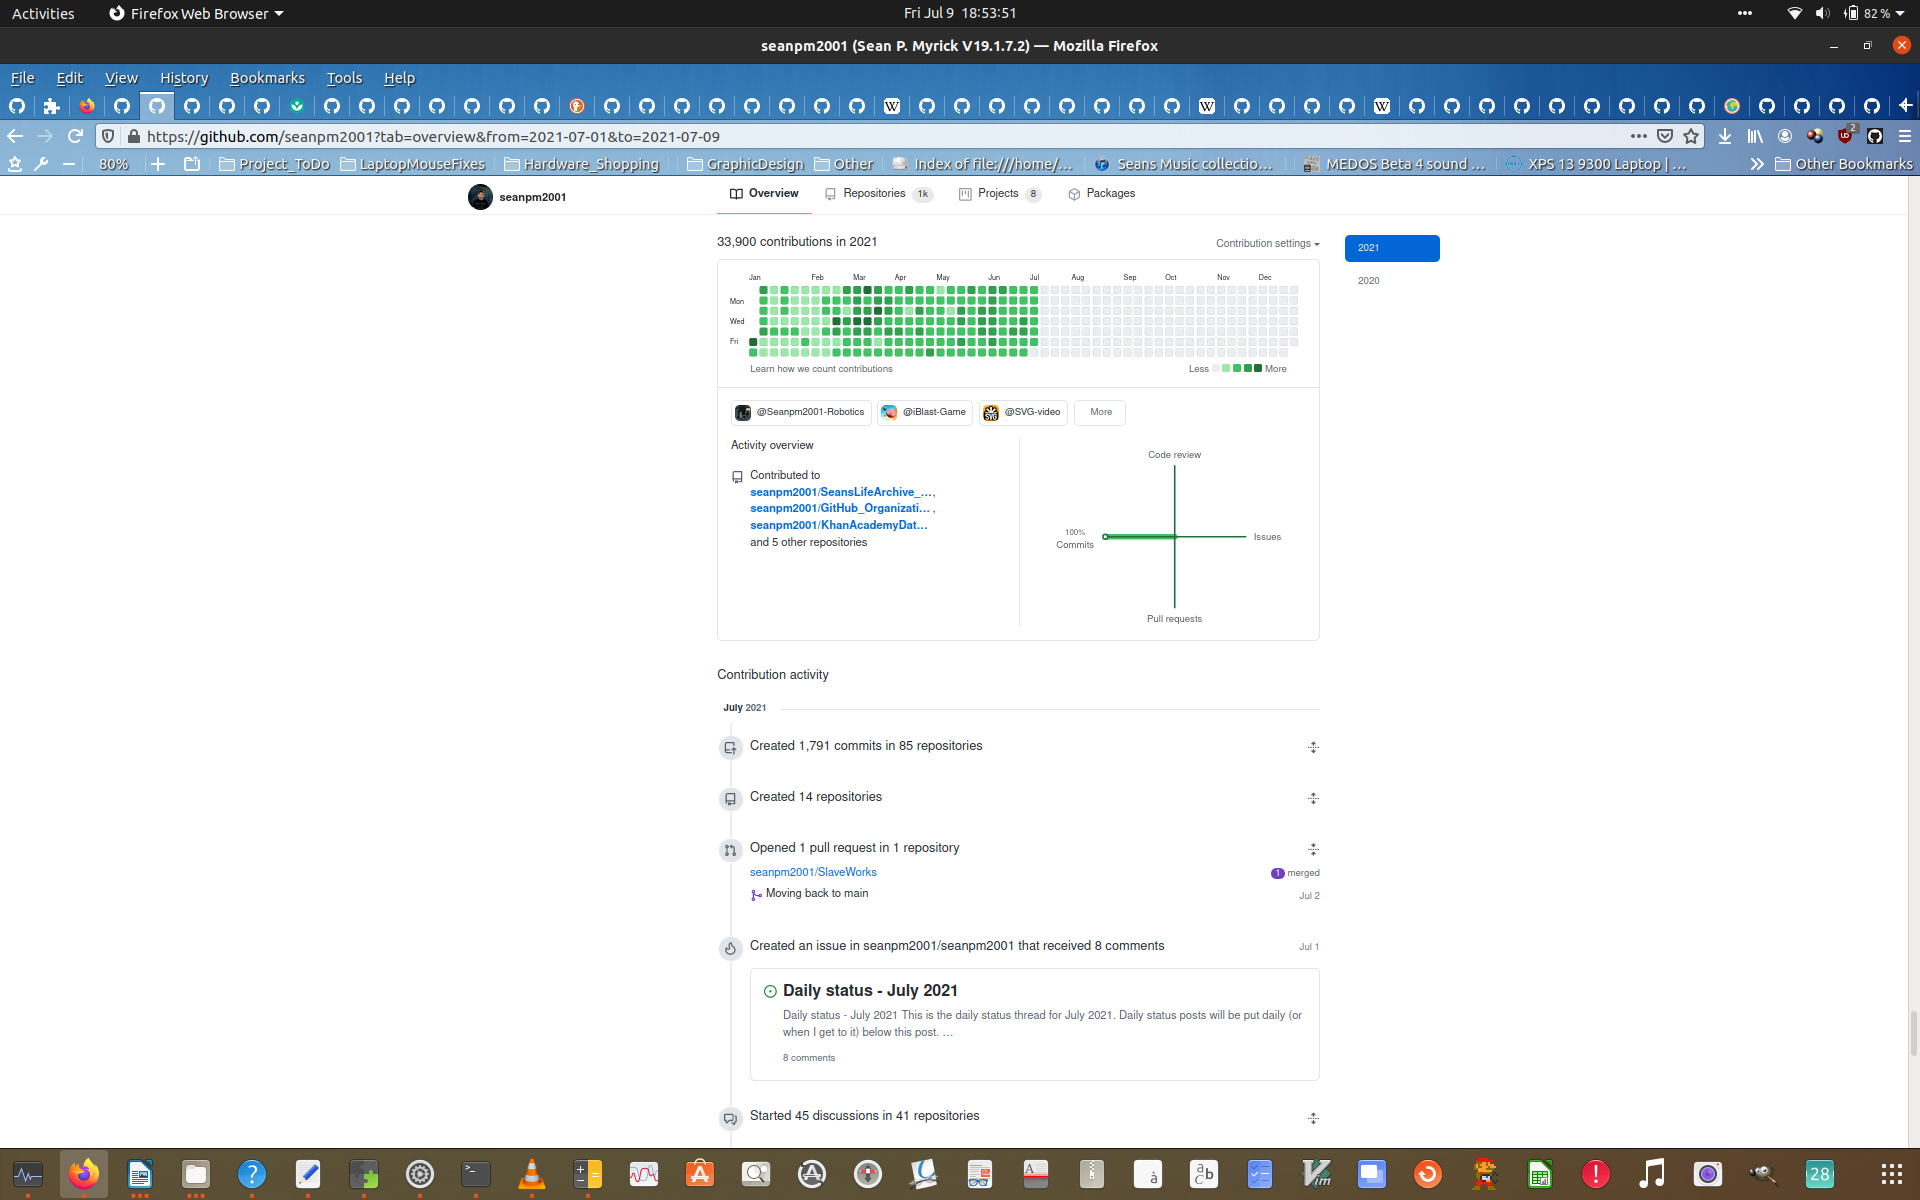 Activities
Firefox Web Browser
Fri Jul 9 18:53:51
82 %
seanpm2001 (Sean P. Myrick V19.1.7.2) — Mozilla Firefox
File Edit View History Bookmarks Tools Help
https://github.com/seanpm2001?tab=overview&from=2021-07-01&to=2021-07-09
2
80%
Project_ToDo
LaptopMouseFixes
Hardware_Shopping
GraphicDesign
Other
Index of file:///home/...
Seans Music collectio...
MEDOS Beta 4 sound ...
XPS 13 9300 Laptop | ...
Other Bookmarks
seanpm2001
Overview
Repositories 1k
Projects 8
Packages
33,900 contributions in 2021
Contribution settings
2021
2020
Jan Feb Mar Apr May Jun Jul Aug Sep Oct Nov Dec
Mon
Wed
Fri
Learn how we count contributions
Less
More
@Seanpm2001-Robotics
@iBlast-Game
@SVG-video
More
Activity overview
Contributed to
seanpm2001/SeansLifeArchive_...,
seanpm2001/GitHub_Organizati... ,
seanpm2001/KhanAcademyDat...
and 5 other repositories
Code review
100%
Commits
Issues
Pull requests
Contribution activity
July 2021
Created 1,791 commits in 85 repositories
Created 14 repositories
Opened 1 pull request in 1 repository
seanpm2001/SlaveWorks
1 merged
Moving back to main
Jul 2
Created an issue in seanpm2001/seanpm2001 that received 8 comments
Jul 1
Daily status - July 2021
Daily status - July 2021 This is the daily status thread for July 2021. Daily status posts will be put daily (or
when I get to it) below this post. …
8 comments
Started 45 discussions in 41 repositories
28